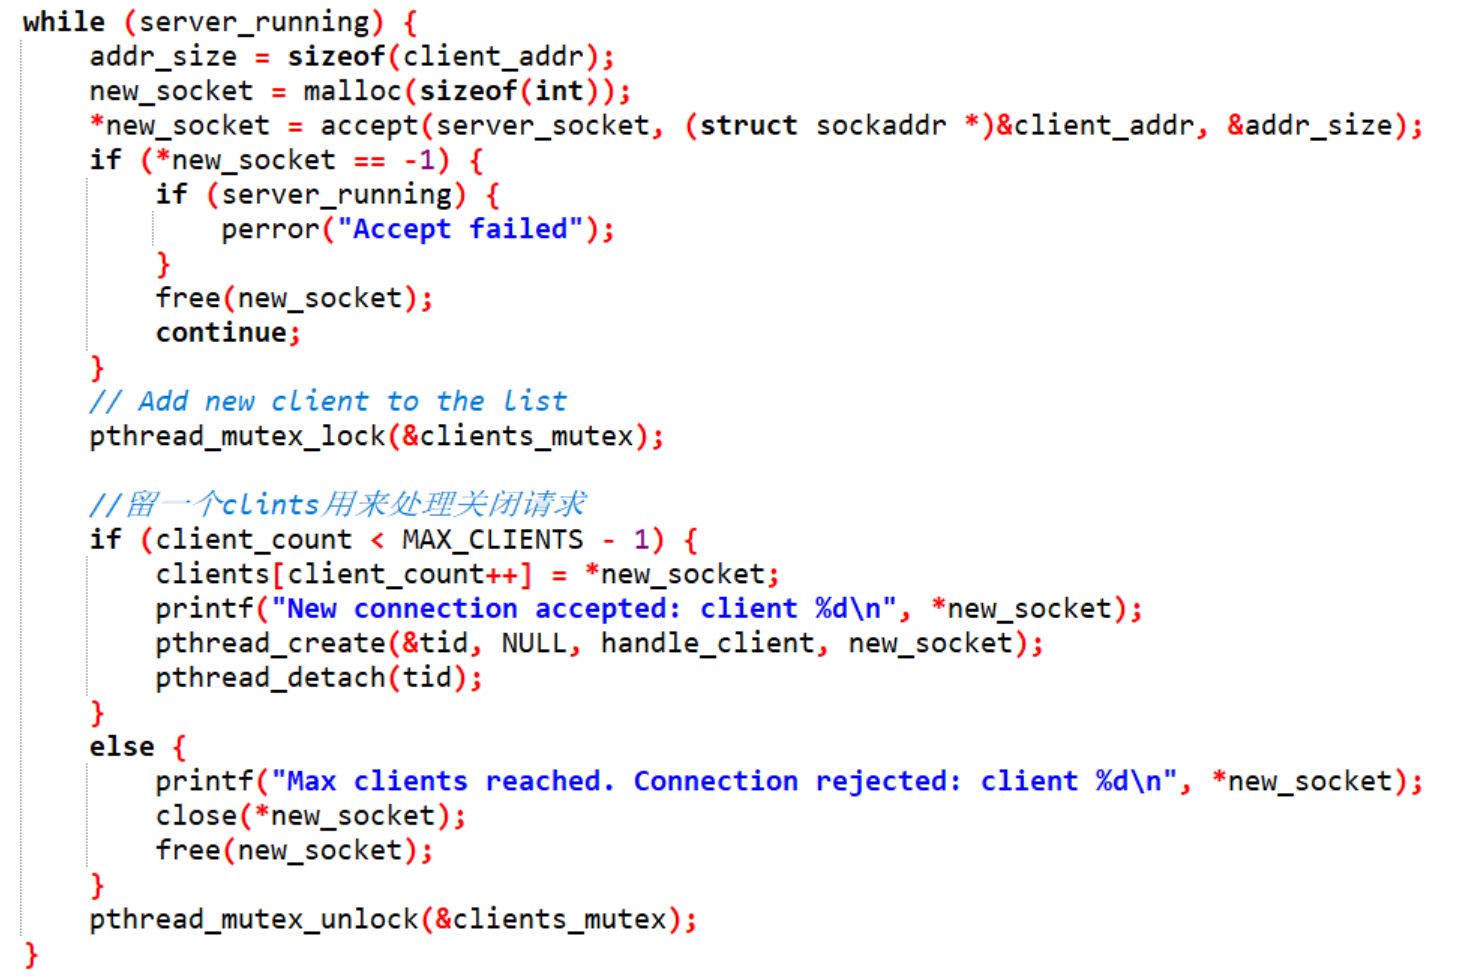 while (server_running) {
addr_size = sizeof(client_addr);
new_socket = malloc(sizeof(int));
*new_socket = accept(server_socket, (struct sockaddr *)&client_addr, &addr_size);
if (*new_socket == -1) {
if (server_running) {
perror("Accept failed");
}
free(new_socket);
continue;
}
// Add new client to the list
pthread_mutex_lock(&clients_mutex);
//留一个clints用来处理关闭请求
if (client_count < MAX_CLIENTS - 1) {
clients[client_count++] = *new_socket;
printf("New connection accepted: client %d\n", *new_socket);
pthread_create(&tid, NULL, handle_client, new_socket);
pthread_detach(tid);
}
else {
printf("Max clients reached. Connection rejected: client %d\n", *new_socket);
close(*new_socket);
free(new_socket);
}
pthread_mutex_unlock(&clients_mutex);
}